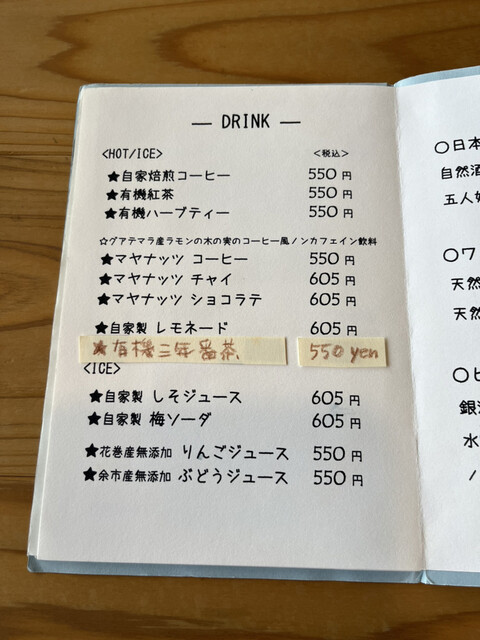 — DRINK —
<HOT/ICE> <税込>
★自家焙煎コーヒー 550 円
★有機紅茶 550 円
★有機ハーブティー 550 円
☆グアテマラ産ラモンの木の実のコーヒー風ノンカフェイン飲料
★マヤナッツ コーヒー 550 円
★マヤナッツ チャイ 605 円
★マヤナッツ ショコラテ 605 円
★自家製 レモネード 605 円
★有機三年番茶 550 yen
<ICE>
★自家製 しそジュース 605 円
★自家製 梅ソーダ 605 円
★花巻産無添加 りんごジュース 550 円
★余市産無添加 ぶどうジュース 550 円
○日本
自然酒
五人
○ワ
天然
天然
○ビ
銀
水